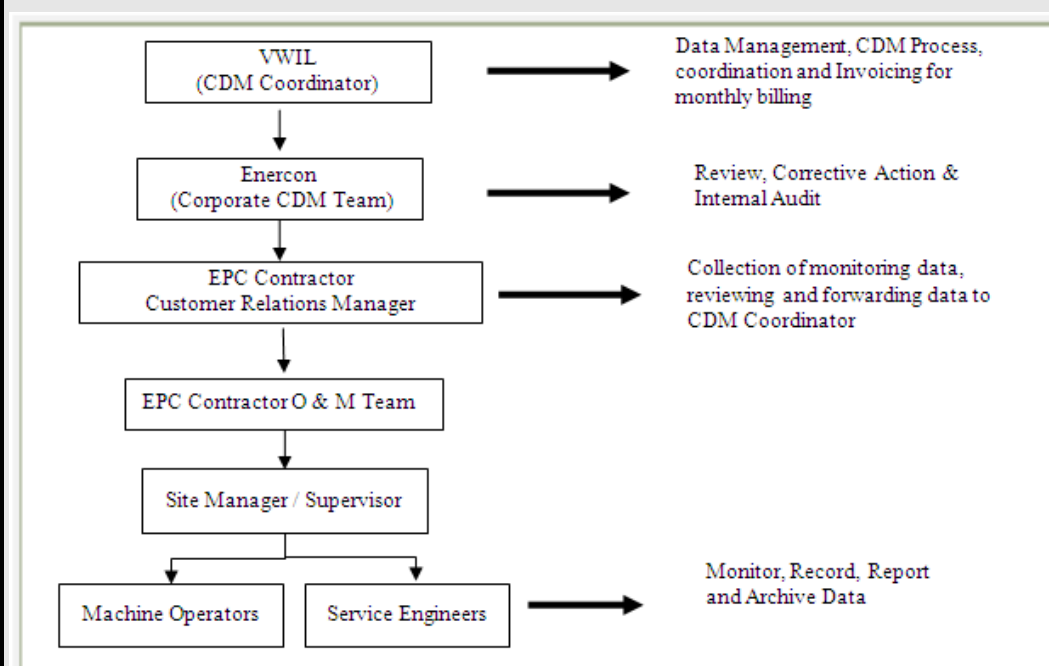 VWIL
(CDM Coordinator)
Data Management, CDM Process,
coordination and Invoicing for
monthly billing
Enercon
(Corporate CDM Team)
Review, Corrective Action &
Internal Audit
EPC Contractor
Customer Relations Manager
Collection of monitoring data,
reviewing and forwarding data to
CDM Coordinator
EPC Contractor O & M Team
Site Manager / Supervisor
Machine Operators
Service Engineers
Monitor, Record, Report
and Archive Data